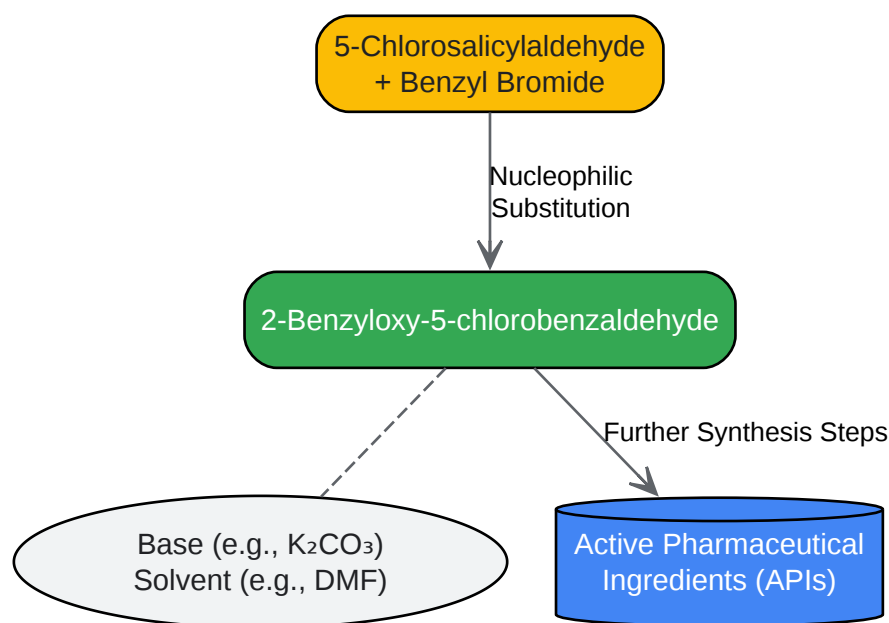 5-Chlorosalicylaldehyde
+ Benzyl Bromide
Nucleophilic
Substitution
2-Benzyloxy-5-chlorobenzaldehyde
Further Synthesis Steps
Base (e.g., K₂CO₃)
Solvent (e.g., DMF)
Active Pharmaceutical
Ingredients (APIs)